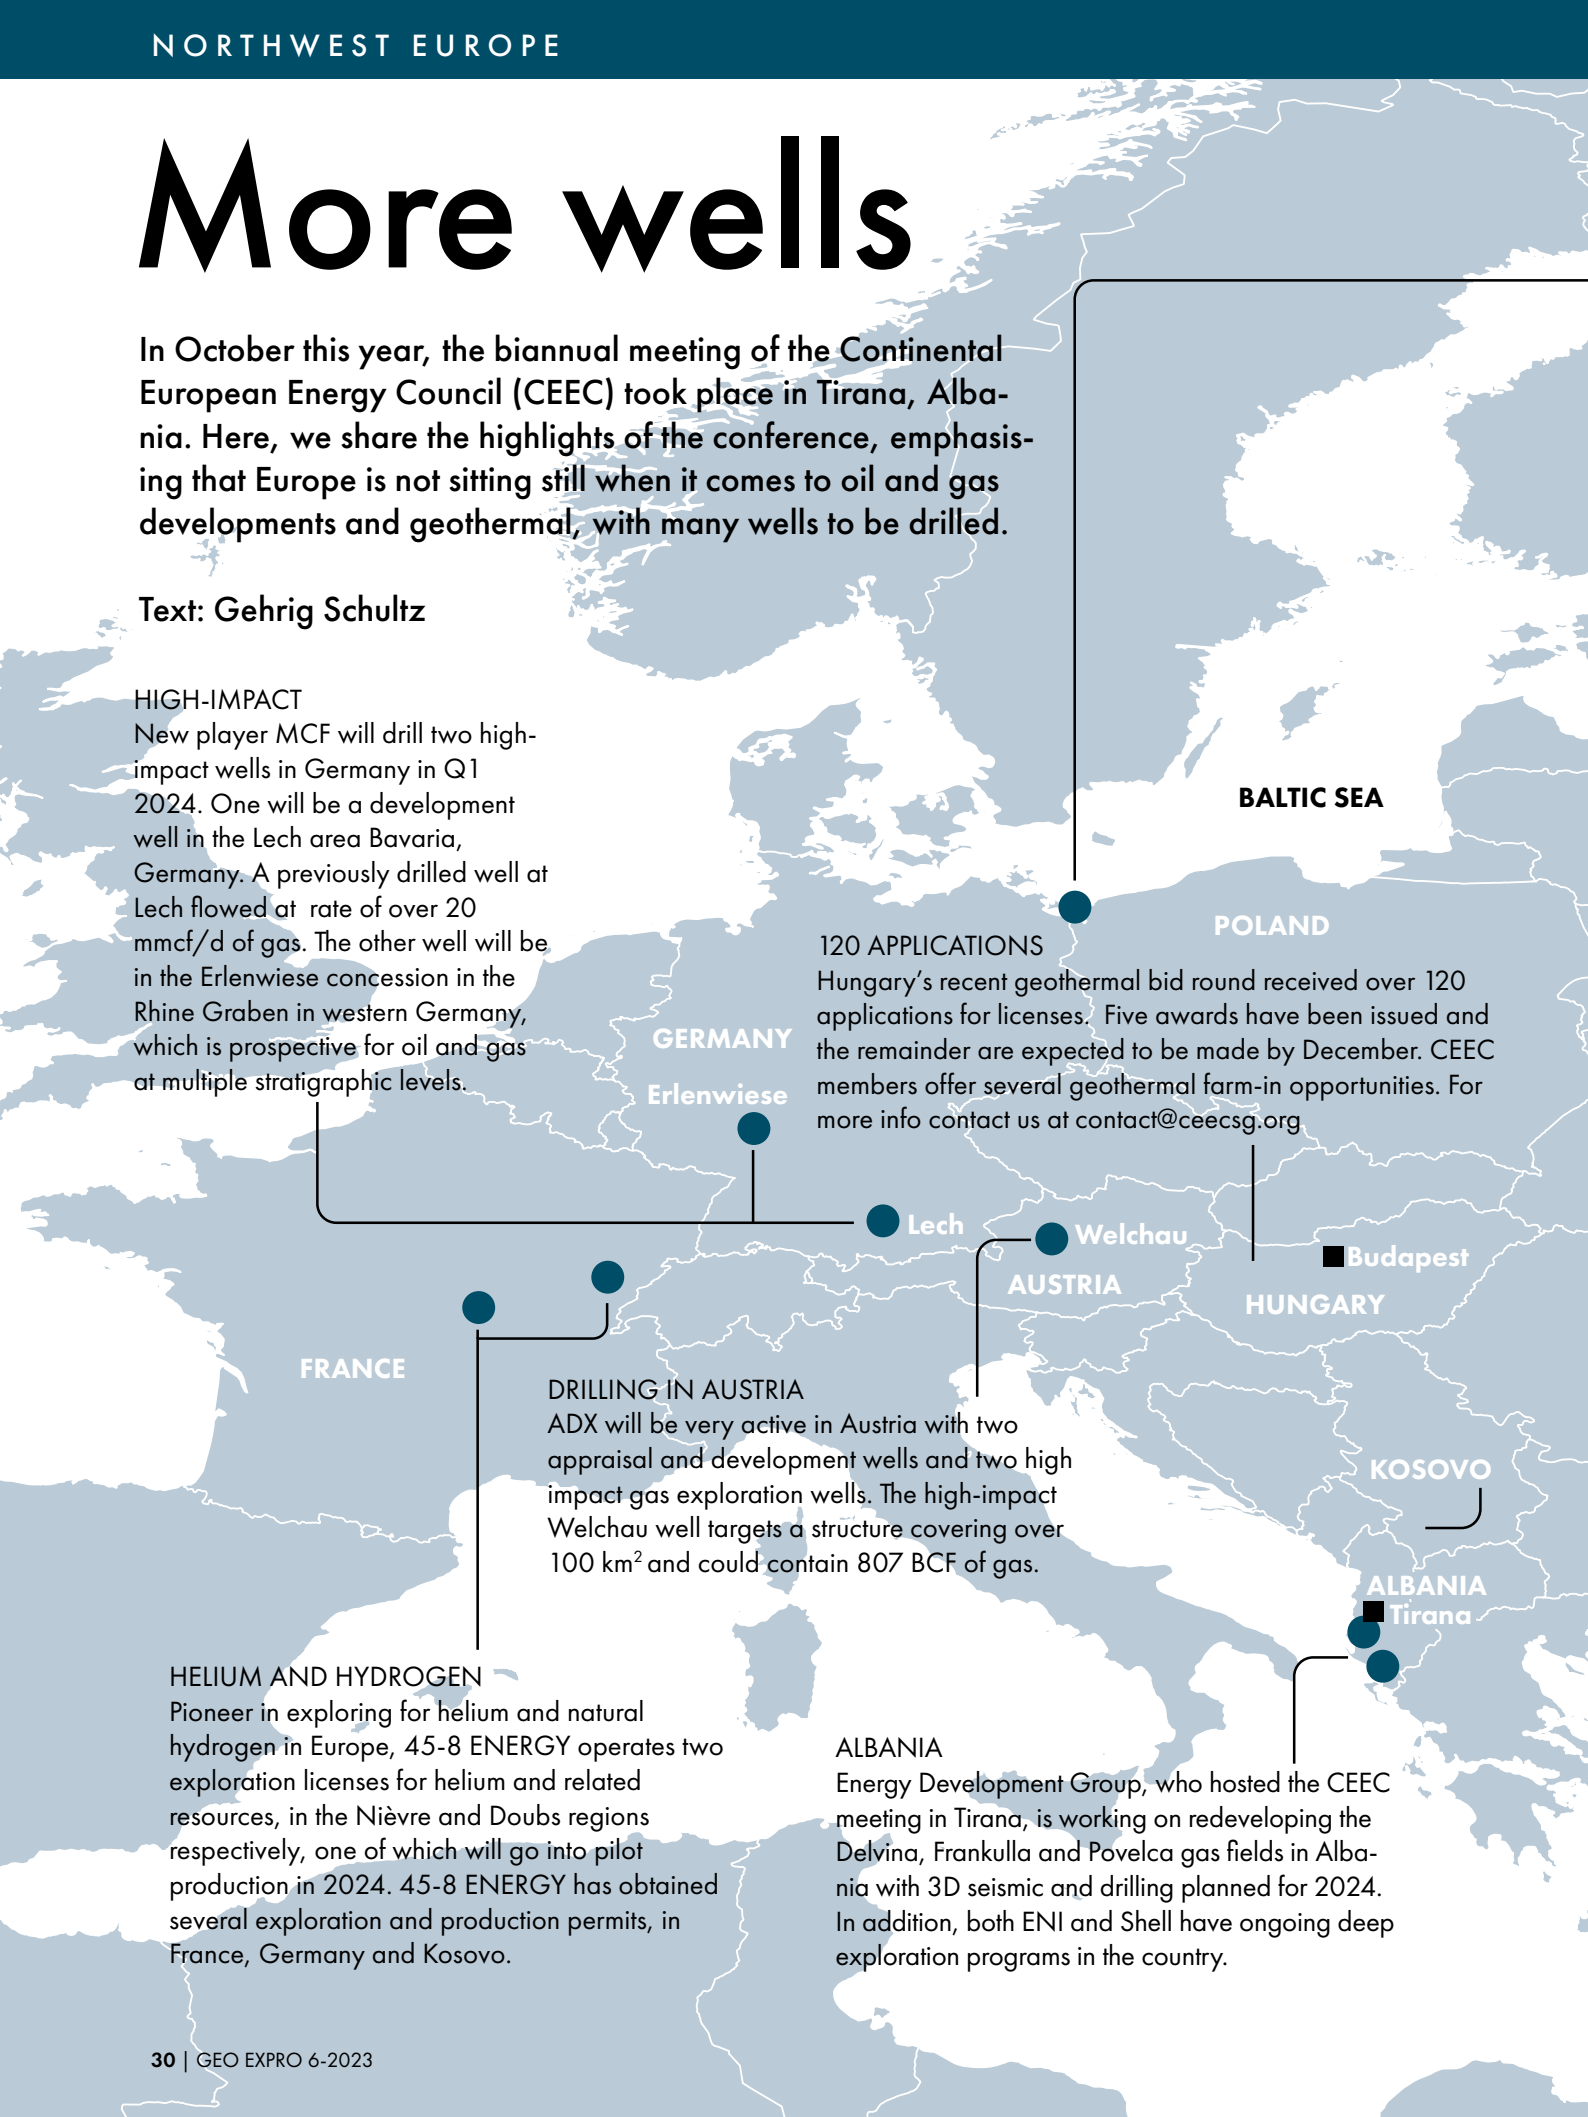 NORTHWEST EUROPE
More wells
In October this year, the biannual meeting of the Continental
European Energy Council (CEEC) took place in Tirana, Alba-
nia. Here, we share the highlights of the conference, emphasis-
ing that Europe is not sitting still when it comes to oil and gas
developments and geothermal, with many wells to be drilled.
Text: Gehrig Schultz
HIGH-IMPACT
New player MCF will drill two high-
impact wells in Germany in Q1
2024. One will be a development
well in the Lech area Bavaria,
Germany. A previously drilled well at
Lech flowed at  rate of over 20
mmcf/d of gas. The other well will be
in the Erlenwiese concession in the
Rhine Graben in western Germany,
which is prospective for oil and gas
at multiple stratigraphic levels.
BALTIC SEA
POLAND
120 APPLICATIONS
Hungary's recent geothermal bid round received over 120
applications for licenses.  Five awards have been issued and
the remainder are expected to be made by December. CEEC
members offer several geothermal farm-in opportunities. For
more info contact us at contact@ceecsg.org
GERMANY
Erlenwiese
Lech
Welchau
AUSTRIA
Budapest
HUNGARY
FRANCE
DRILLING IN AUSTRIA
ADX will be very active in Austria with two
appraisal and development wells and two high
impact gas exploration wells. The high-impact
Welchau well targets a structure covering over
100 km² and could contain 807 BCF of gas.
KOSOVO
ALBANIA
Tirana
HELIUM AND HYDROGEN
Pioneer in exploring for helium and natural
hydrogen in Europe, 45-8 ENERGY operates two
exploration licenses for helium and related
resources, in the Nièvre and Doubs regions
respectively, one of which will go into pilot
production in 2024. 45-8 ENERGY has obtained
several exploration and production permits, in
France, Germany and Kosovo.
ALBANIA
Energy Development Group, who hosted the CEEC
meeting in Tirana, is working on redeveloping the
Delvina, Frankulla and Povelca gas fields in Alba-
nia with 3D seismic and drilling planned for 2024.
In addition, both ENI and Shell have ongoing deep
exploration programs in the country.
30 | GEO EXPRO 6-2023